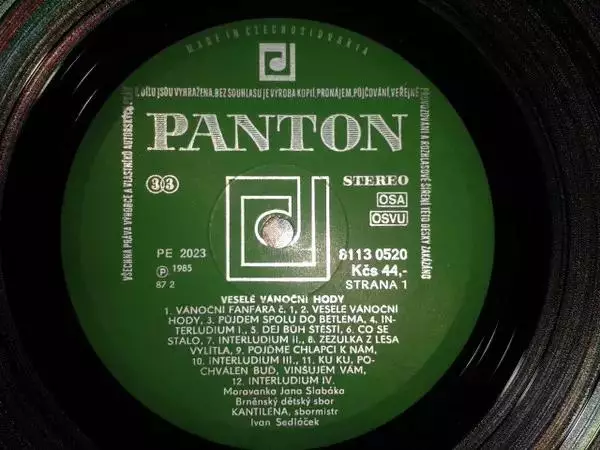 MADE IN CZECHOSLOVAKIA
VŠECHNA PRÁVA VÝROBCE A VLASTNÍKŮ AUTORSKÝCH PRÁV
K DÍLU JSOU VYHRAŽENA. BEZ SOUHLASU JE VÝROBA KOPIÍ, PRONÁJEM, PŮJČOVÁNÍ, VEŘEJNÉ
PROVOZOVÁNÍ A ROZHLASOVÉ ŠÍŘENÍ TÉTO DESKY ZAKÁZÁNO
PANTON
33
STEREO
OSA
OSVU
PE 2023
8113 0520
Ⓟ 1985
Kčs 44,-
87 2
STRANA 1
VESELÉ VÁNOČNÍ HODY
1. VÁNOČNÍ FANFÁRA č. 1, 2. VESELÉ VÁNOČNÍ
HODY, 3. PŮJDEM SPOLU DO BETLÉMA, 4. IN-
TERLUDIUM I., 5. DEJ BŮH ŠTĚSTÍ, 6. CO SE
STALO, 7. INTERLUDIUM II., 8. ZEZULKA Z LESA
VYLÍTLA, 9. POJĎME CHLAPCI K NÁM,
10. INTERLUDIUM III., 11. KU KU, PO-
CHVÁLEN BUĎ, VINŠUJEM VÁM,
12. INTERLUDIUM IV.
Moravanka Jana Slabáka
Brněnský dětský sbor
KANTILÉNA, sbormistr
Ivan Sedláček